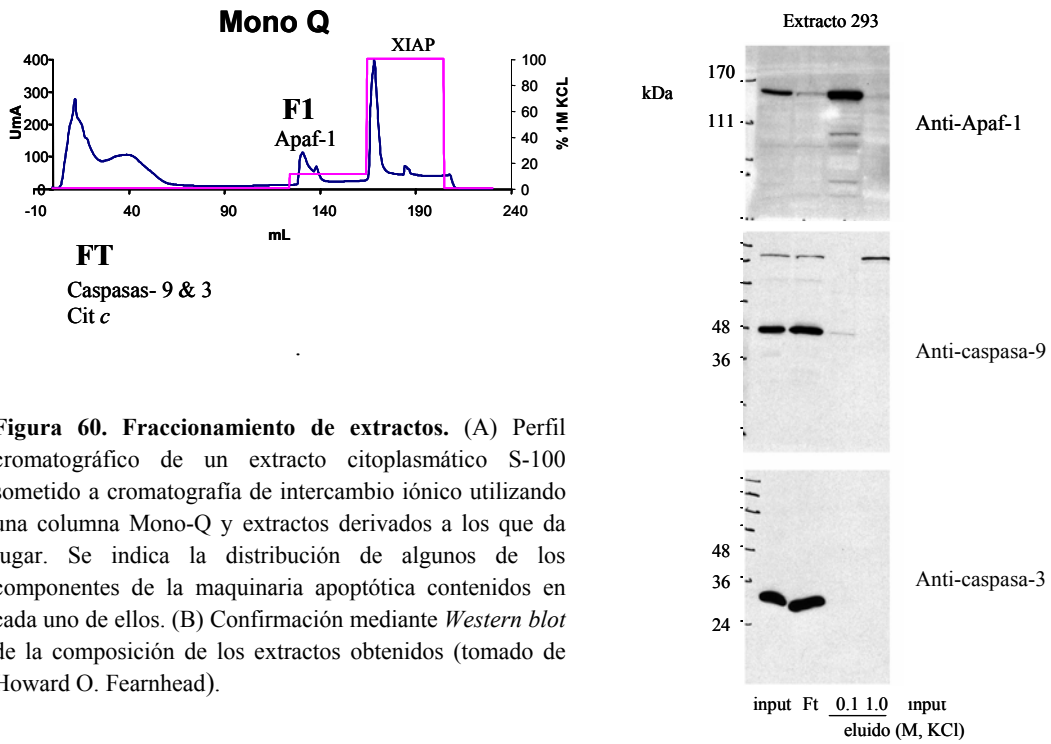 Mono Q
XIAP
400
300
200
100
0
UmA
F1
Apaf-1
100
80
60
40
20
0
% 1M KCL
-10 40 90 140 190 240
mL
FT
Caspasas- 9 & 3
Cit c
Figura 60. Fraccionamiento de extractos. (A) Perfil
cromatográfico de un extracto citoplasmático S-100
sometido a cromatografía de intercambio iónico utilizando
una columna Mono-Q y extractos derivados a los que da
lugar. Se indica la distribución de algunos de los
componentes de la maquinaria apoptótica contenidos en
cada uno de ellos. (B) Confirmación mediante Western blot
de la composición de los extractos obtenidos (tomado de
Howard O. Fearnhead).
Extracto 293
kDa
170
111
Anti-Apaf-1
48
36
Anti-caspasa-9
48
36
24
Anti-caspasa-3
input Ft 0.1 1.0 input
eluido (M, KCl)